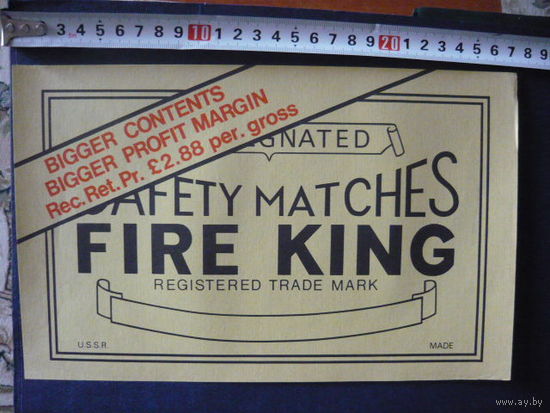 3 4 5 6 7 8 9 10 1 2 3 4 5 6 7 8 9 20 1 2 3 4 5 6 7 8 9
BIGGER CONTENTS
BIGGER PROFIT MARGIN
Rec. Ret. Pr. £2.88 per. gross
GNATED
SAFETY MATCHES
FIRE KING
REGISTERED TRADE MARK
U.S.S.R. MADE
www.ay.by